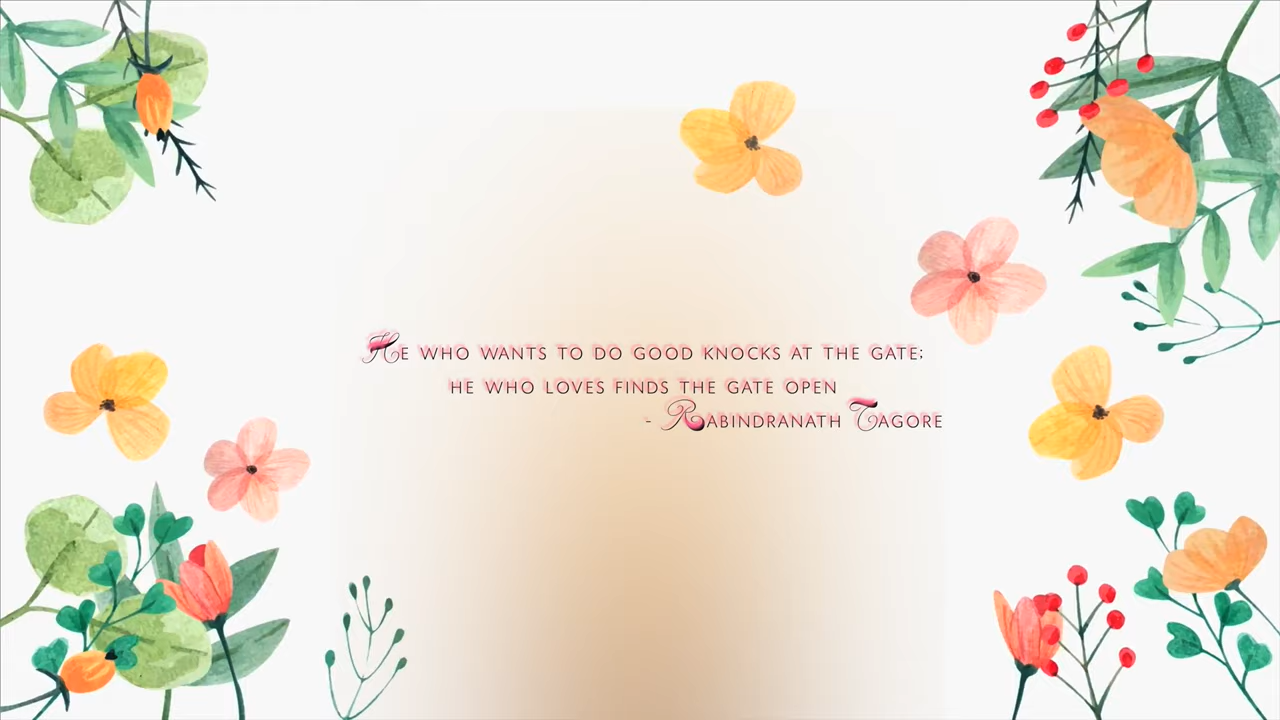 He who wants to do good knocks at the gate;
he who loves finds the gate open
- Rabindranath Tagore